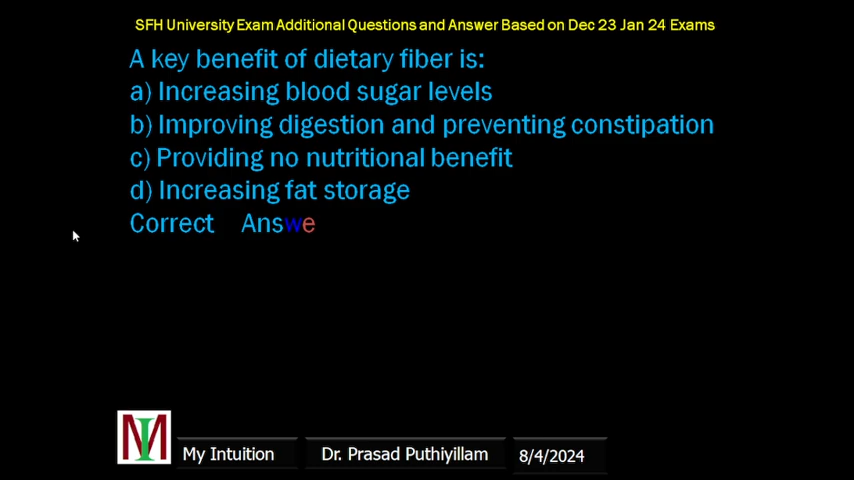 SFH University Exam Additional Questions and Answer Based on Dec 23 Jan 24 Exams
A key benefit of dietary fiber is:
a) Increasing blood sugar levels
b) Improving digestion and preventing constipation
c) Providing no nutritional benefit
d) Increasing fat storage
Correct Answe
MI
My Intuition
Dr. Prasad Puthiyillam
8/4/2024